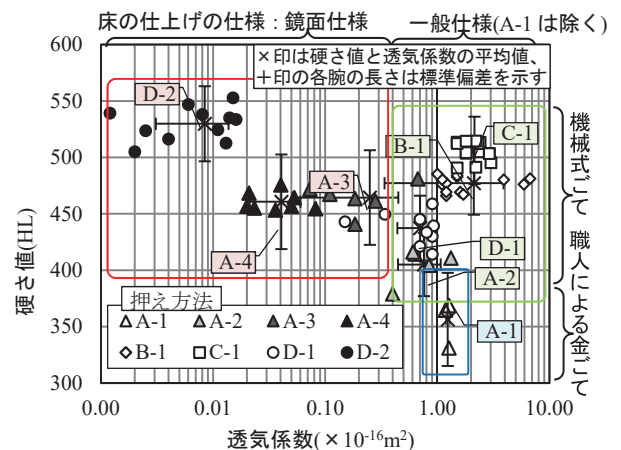 床の仕上げの仕様：鏡面仕様
一般仕様(A-1は除く)
×印は硬さ値と透気係数の平均値、
＋印の各腕の長さは標準偏差を示す
600
550
500
450
400
350
300
硬さ値(HL)
D-2
A-3
A-4
B-1
C-1
D-1
A-2
A-1
押え方法
A-1 A-2 A-3 A-4
B-1 C-1 D-1 D-2
機械式ごて
職人による金ごて
0.00 0.01 0.10 1.00 10.00
透気係数(×10⁻¹⁶m²)